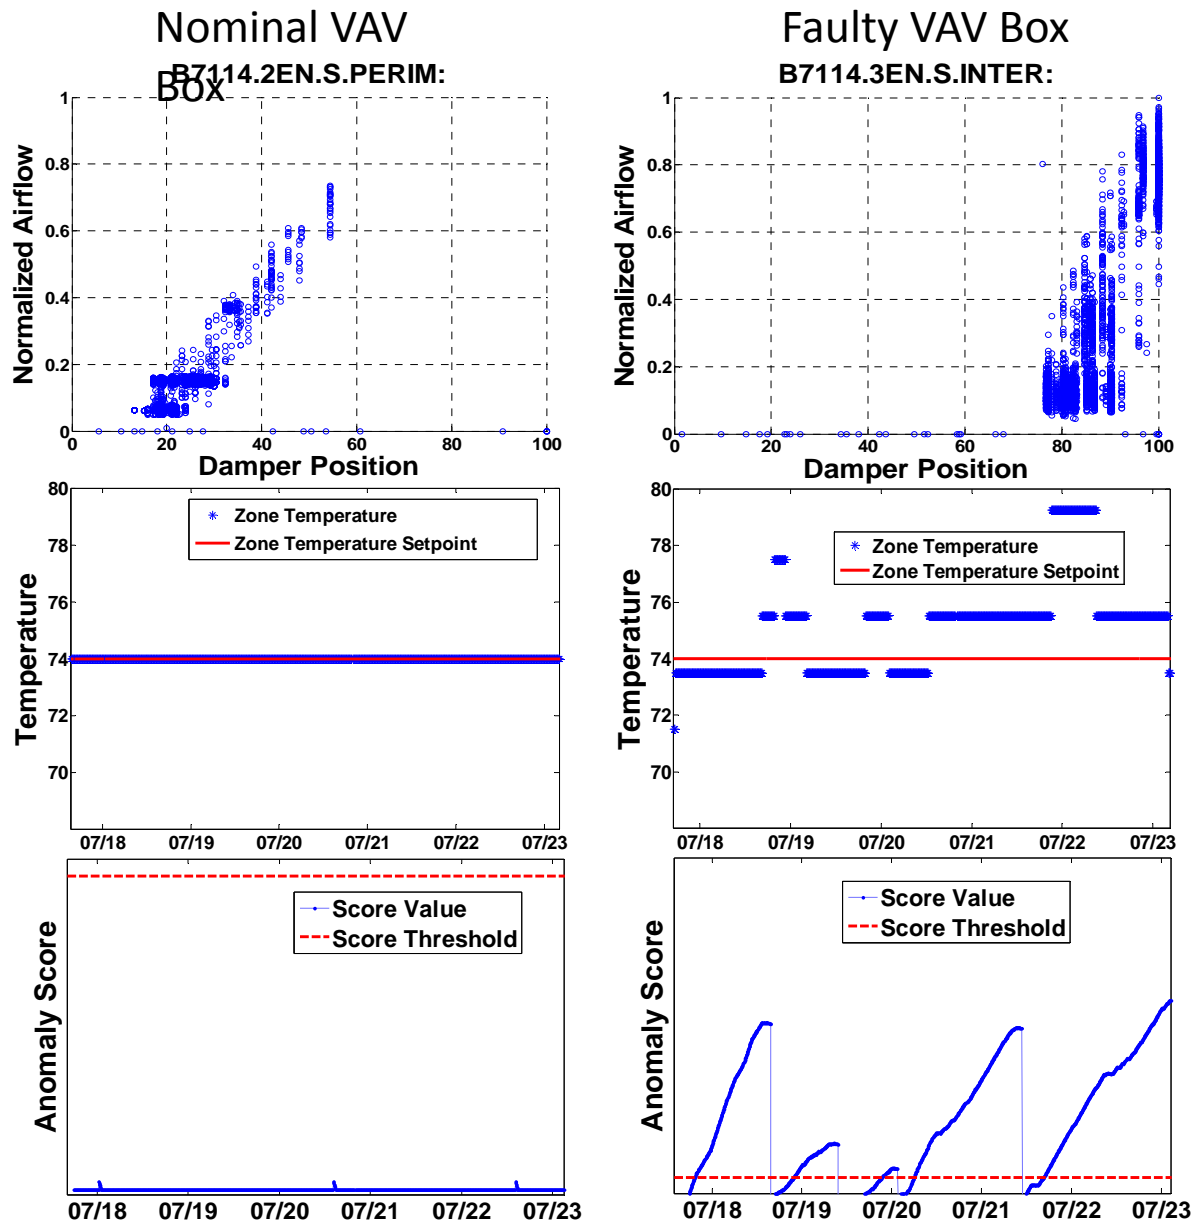 Nominal VAV
Box
Faulty VAV Box
B7114.2EN.S.PERIM:
B7114.3EN.S.INTER:
Normalized Airflow
1
0.8
0.6
0.4
0.2
0
20
40
60
80
100
Damper Position
Normalized Airflow
1
0.8
0.6
0.4
0.2
0
0
20
40
60
80
100
Damper Position
Temperature
80
78
76
74
72
70
Zone Temperature
Zone Temperature Setpoint
07/18
07/19
07/20
07/21
07/22
07/23
Temperature
80
78
76
74
72
70
Zone Temperature
Zone Temperature Setpoint
07/18
07/19
07/20
07/21
07/22
07/23
Anomaly Score
Score Value
Score Threshold
07/18
07/19
07/20
07/21
07/22
07/23
Anomaly Score
Score Value
Score Threshold
07/18
07/19
07/20
07/21
07/22
07/23